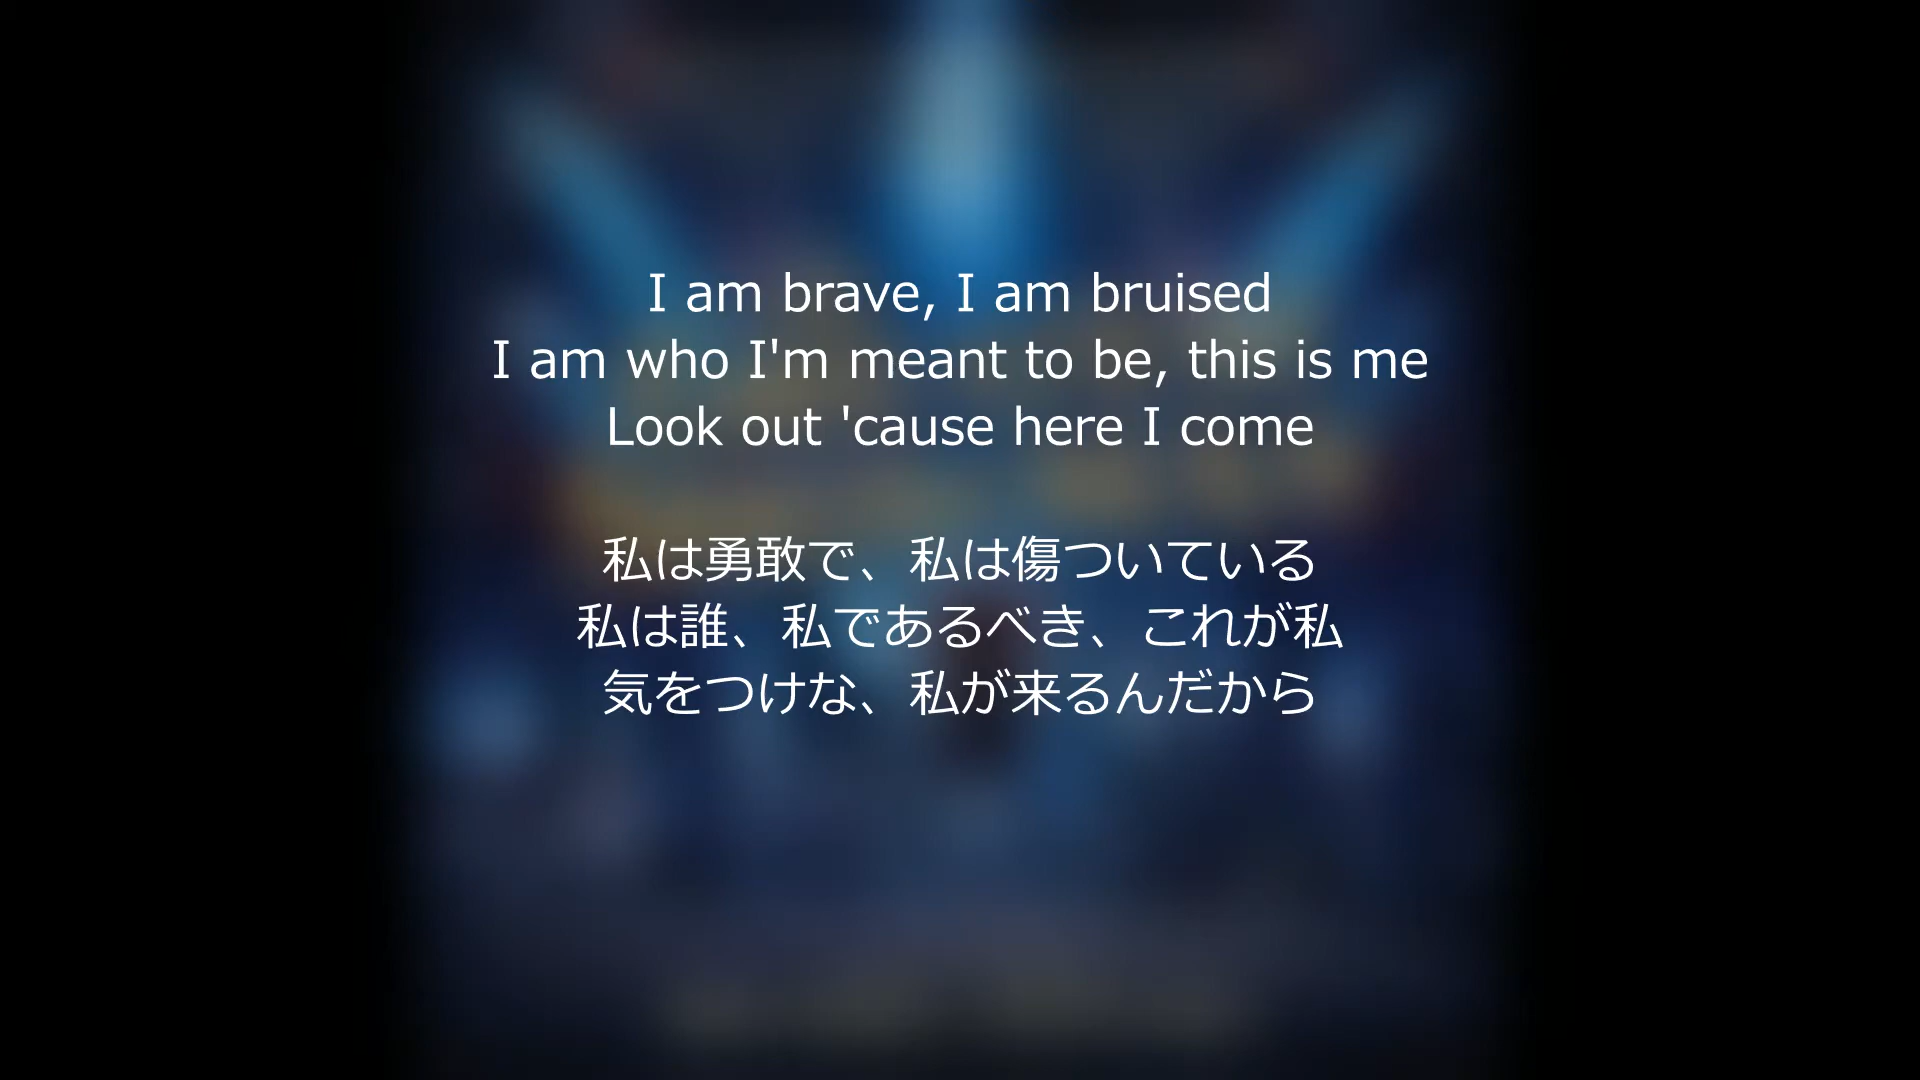 I am brave, I am bruised
I am who I'm meant to be, this is me
Look out 'cause here I come
私は勇敢で、私は傷ついている
私は誰、私であるべき、これが私
気をつけな、私が来るんだから